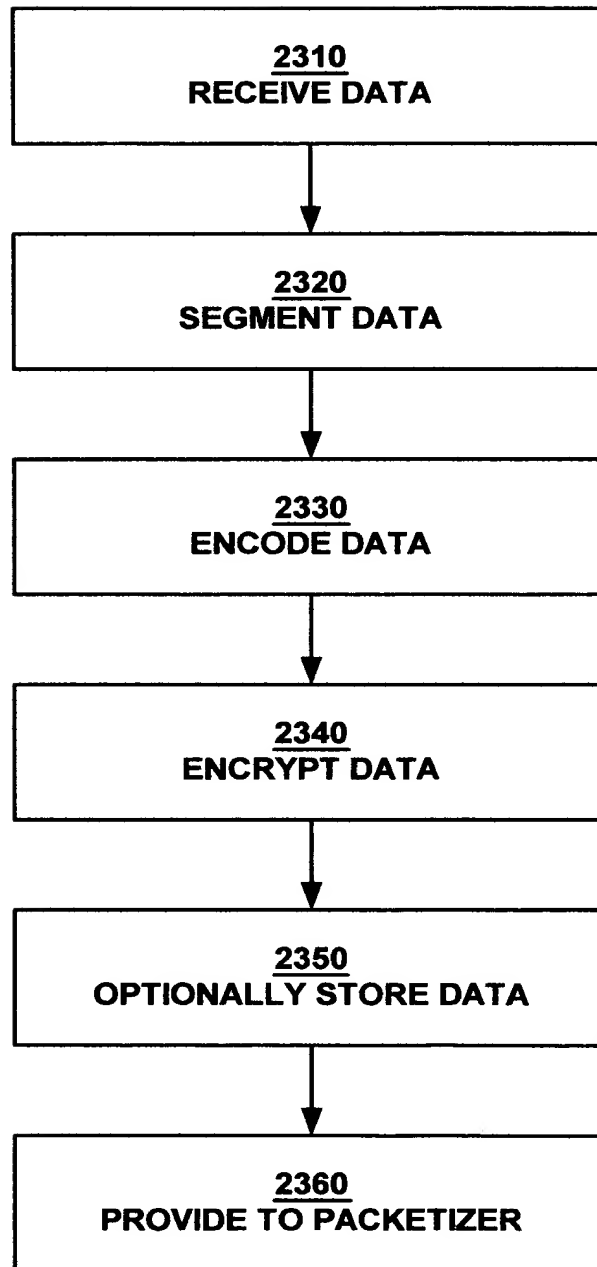 2310
RECEIVE DATA
2320
SEGMENT DATA
2330
ENCODE DATA
2340
ENCRYPT DATA
2350
OPTIONALLY STORE DATA
2360
PROVIDE TO PACKETIZER